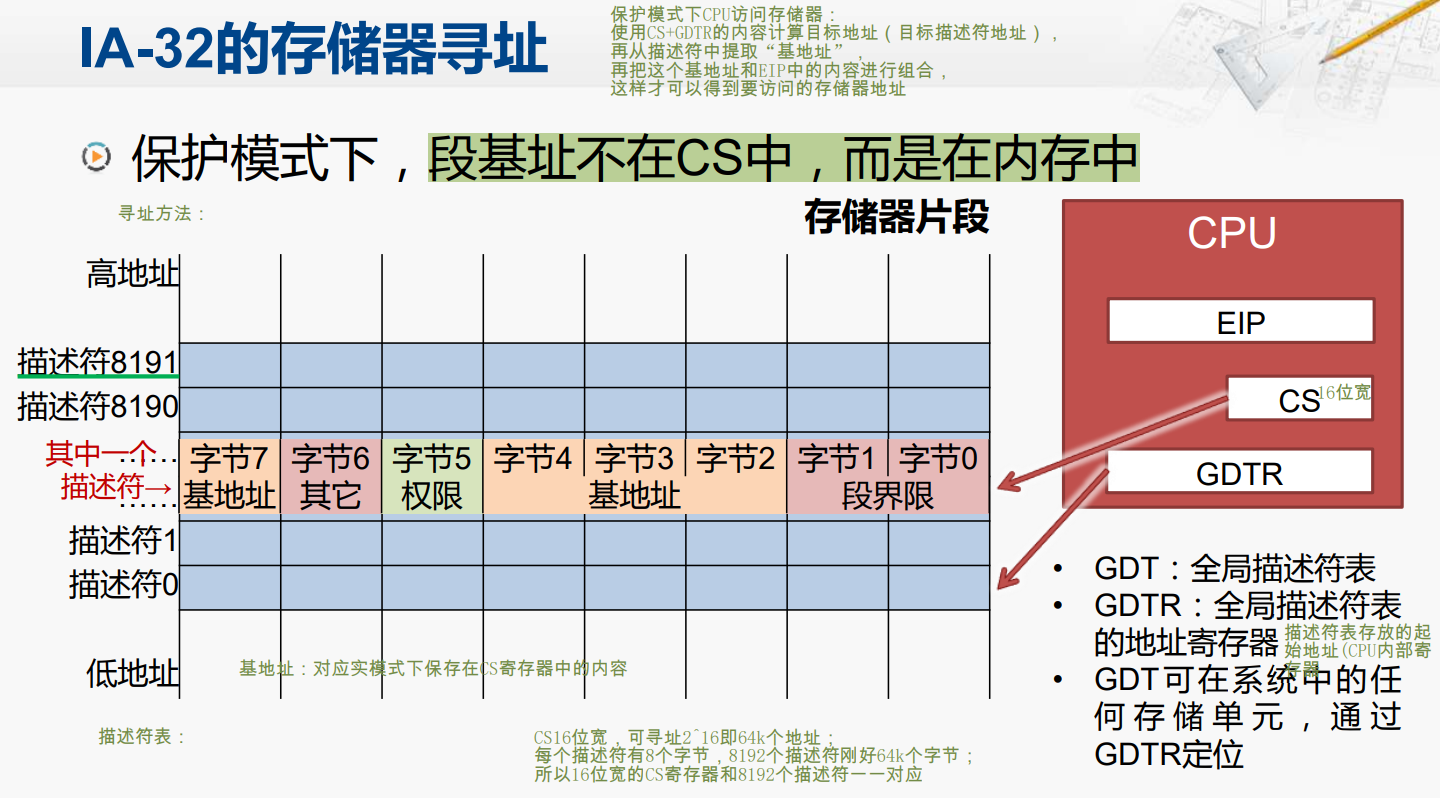 IA-32的存储器寻址
保护模式下CPU访问存储器：
使用CS+GDTR的内容计算目标地址（目标描述符地址），
再从描述符中提取“基地址”，
再把这个基地址和EIP中的内容进行组合，
这样才可以得到要访问的存储器地址
保护模式下，段基址不在CS中，而是在内存中
寻址方法：
存储器片段
高地址
描述符8191
描述符8190
其中一个……
描述符→
……
字节7 字节6 字节5 字节4 字节3 字节2 字节1 字节0
基地址 其它 权限 基地址 段界限
描述符1
描述符0
低地址
基地址：对应实模式下保存在CS寄存器中的内容
描述符表：
CS16位宽，可寻址2^16即64k个地址；
每个描述符有8个字节，8192个描述符刚好64k个字节；
所以16位宽的CS寄存器和8192个描述符一一对应
CPU
EIP
CS 16位宽
GDTR
• GDT：全局描述符表
• GDTR：全局描述符表
的地址寄存器
描述符表存放的起
始地址(CPU内部寄
存器
• GDT可在系统中的任
何存储单元，通过
GDTR定位